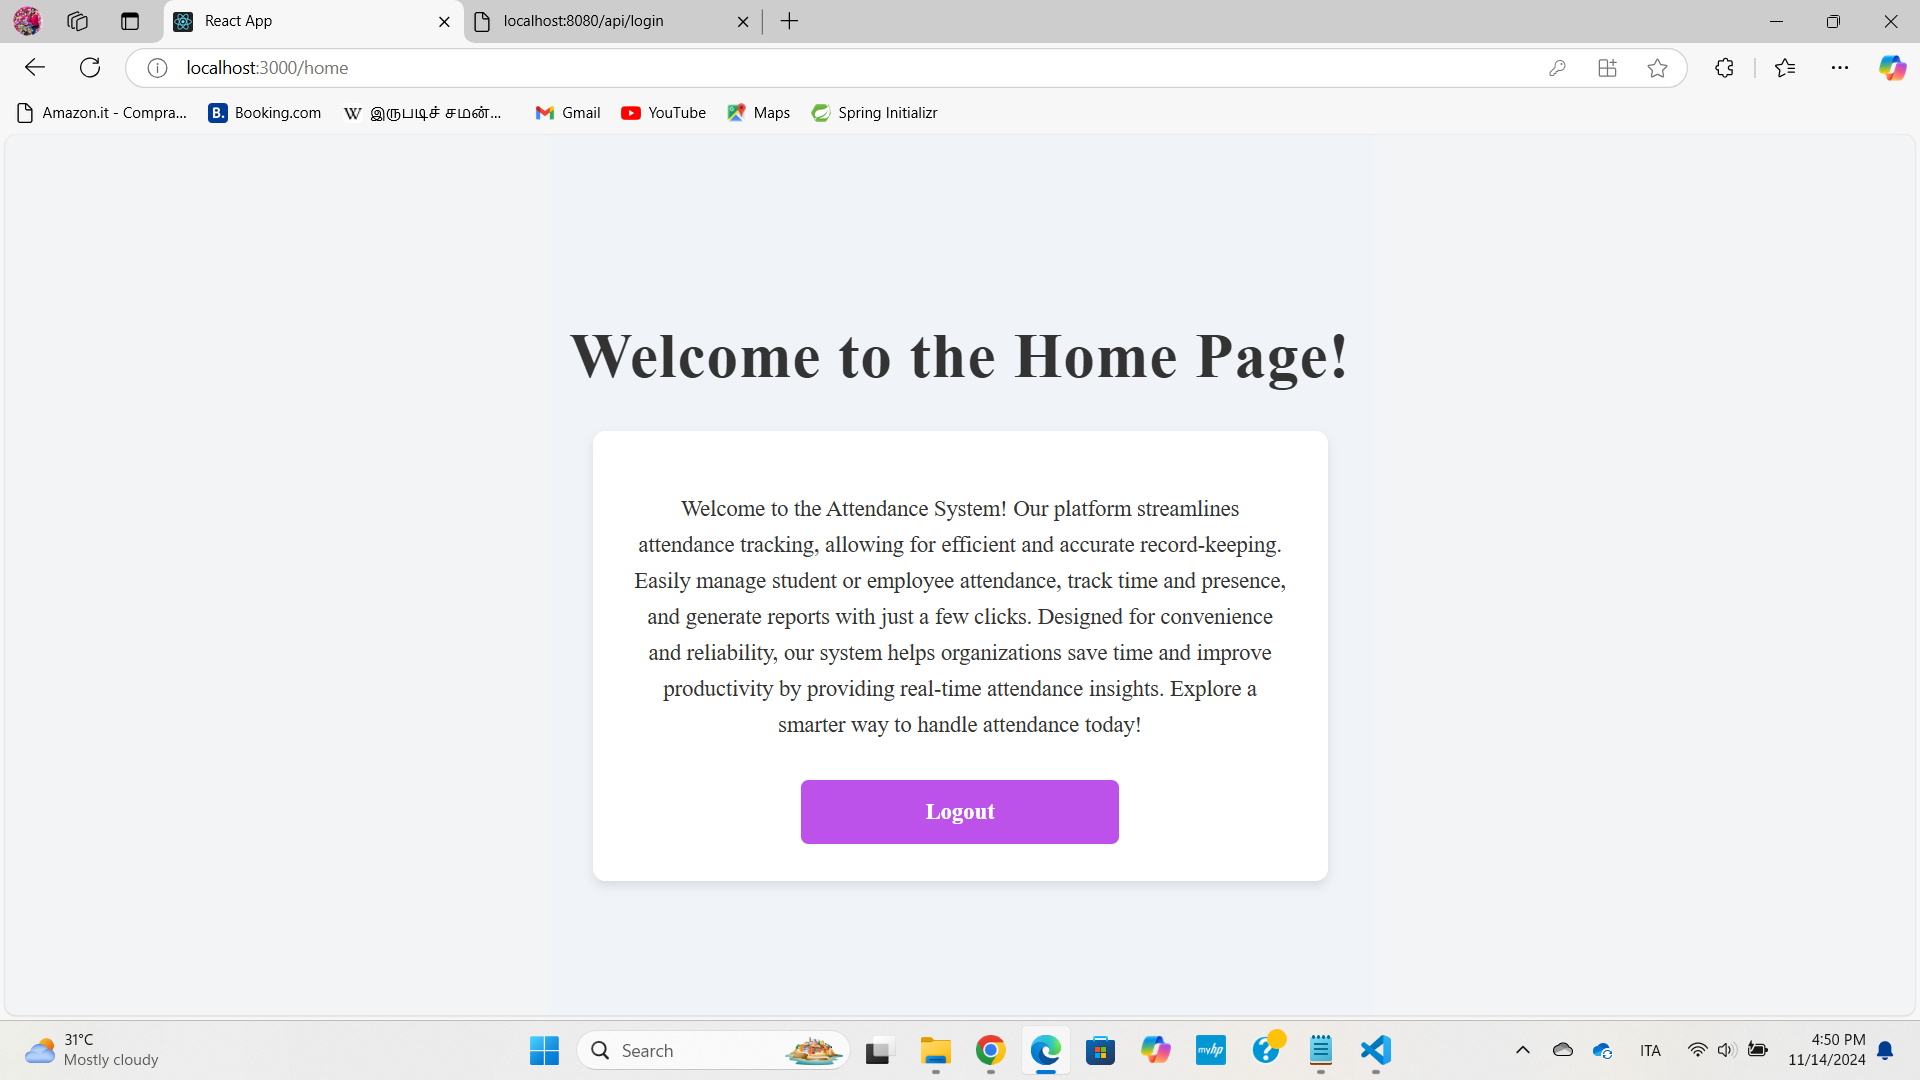 React App
localhost:8080/api/login
localhost:3000/home
Amazon.it - Compra...
B. Booking.com
W இருபடிச் சமன்...
Gmail
YouTube
Maps
Spring Initializr
Welcome to the Home Page!
Welcome to the Attendance System! Our platform streamlines
attendance tracking, allowing for efficient and accurate record-keeping.
Easily manage student or employee attendance, track time and presence,
and generate reports with just a few clicks. Designed for convenience
and reliability, our system helps organizations save time and improve
productivity by providing real-time attendance insights. Explore a
smarter way to handle attendance today!
Logout
31°C
Mostly cloudy
Search
myhp
ITA
4:50 PM
11/14/2024